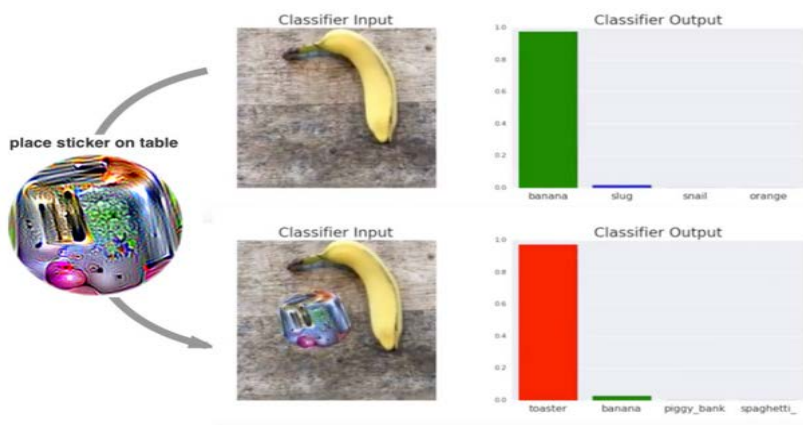 Classifier Input
Classifier Output
1.0
0.8
0.6
0.4
0.2
0.0
banana slug snail orange
place sticker on table
Classifier Input
Classifier Output
1.0
0.8
0.6
0.4
0.2
0.0
toaster banana piggy_bank spaghetti_